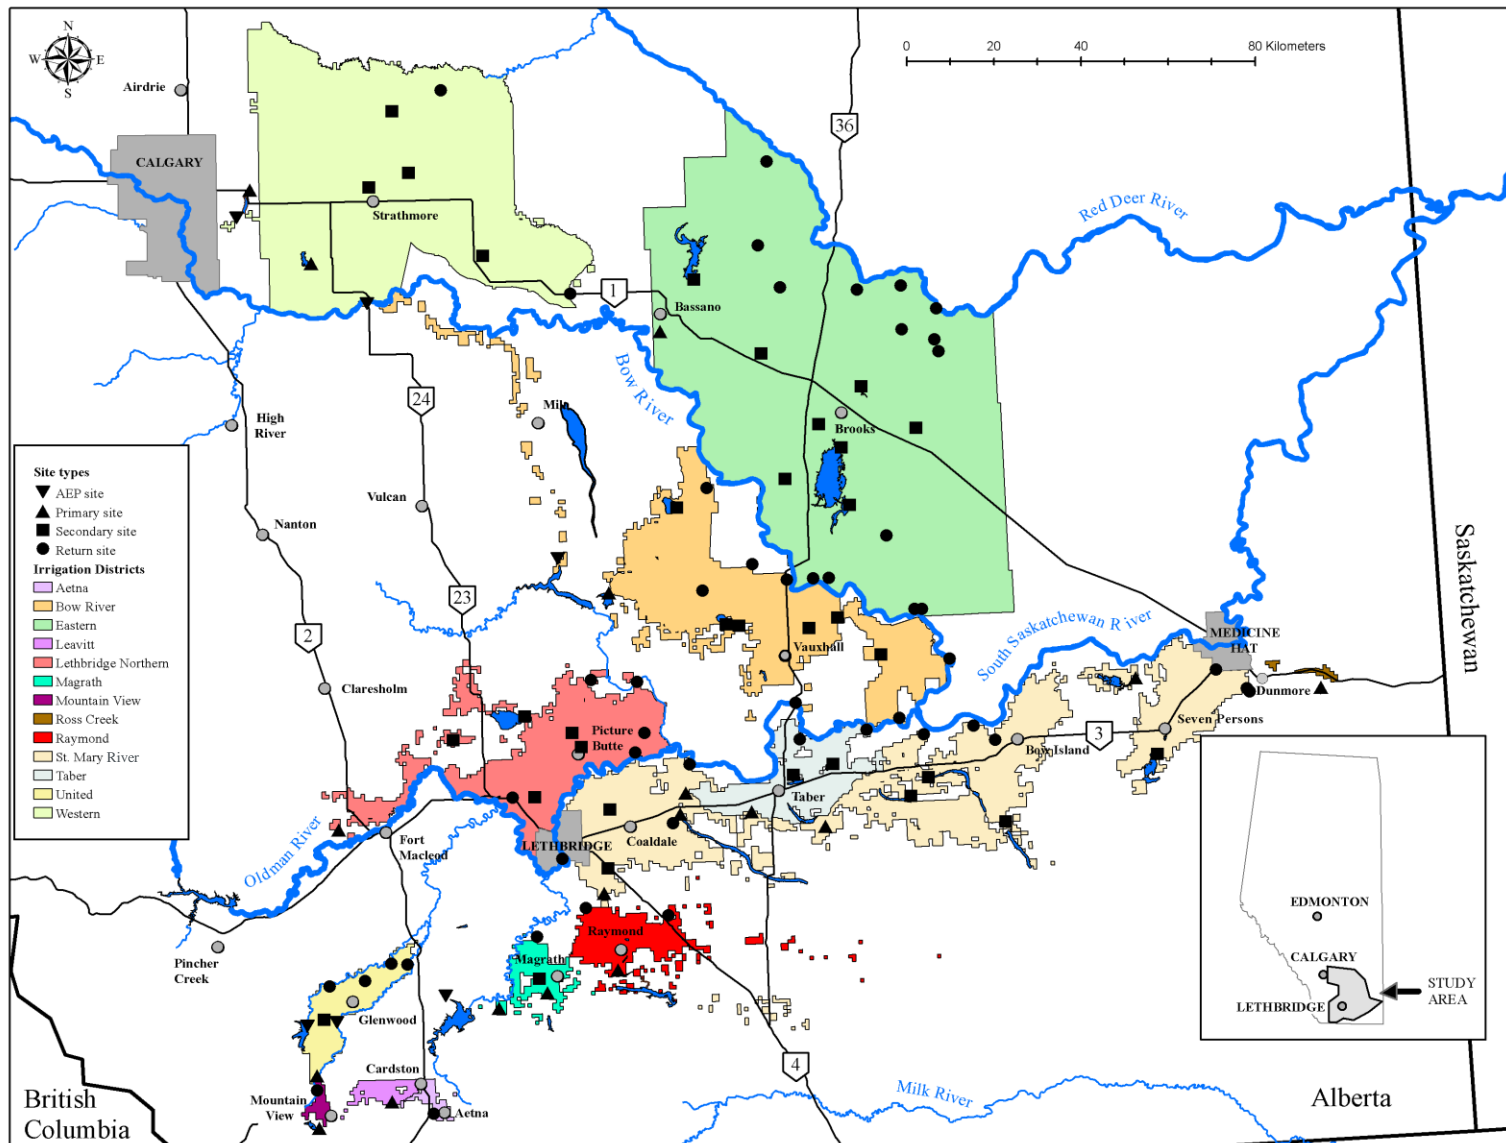 N
W E
S
0 20 40 80 Kilometers
Airdrie
CALGARY
36
Strathmore
Red Deer River
1
Bassano
Bow River
24
Milo
High
River
Brooks
Site types
AEP site
Primary site
Secondary site
Return site
Irrigation Districts
Aetna
Bow River
Eastern
Leavitt
Lethbridge Northern
Magrath
Mountain View
Ross Creek
Raymond
St. Mary River
Taber
United
Western
Vulcan
Nanton
Saskatchewan
23
2
South Saskatchewan River
MEDICINE
HAT
Vauxhall
Claresholm
Dunmore
Seven Persons
Picture
Butte
3
Bow Island
Taber
Oldman River
Fort
Macleod
LETHBRIDGE
Coaldale
Raymond
Magrath
Pincher
Creek
Glenwood
EDMONTON
CALGARY
LETHBRIDGE
STUDY
AREA
Cardston
4
Mountain
View
Aetna
Milk River
British
Columbia
Alberta